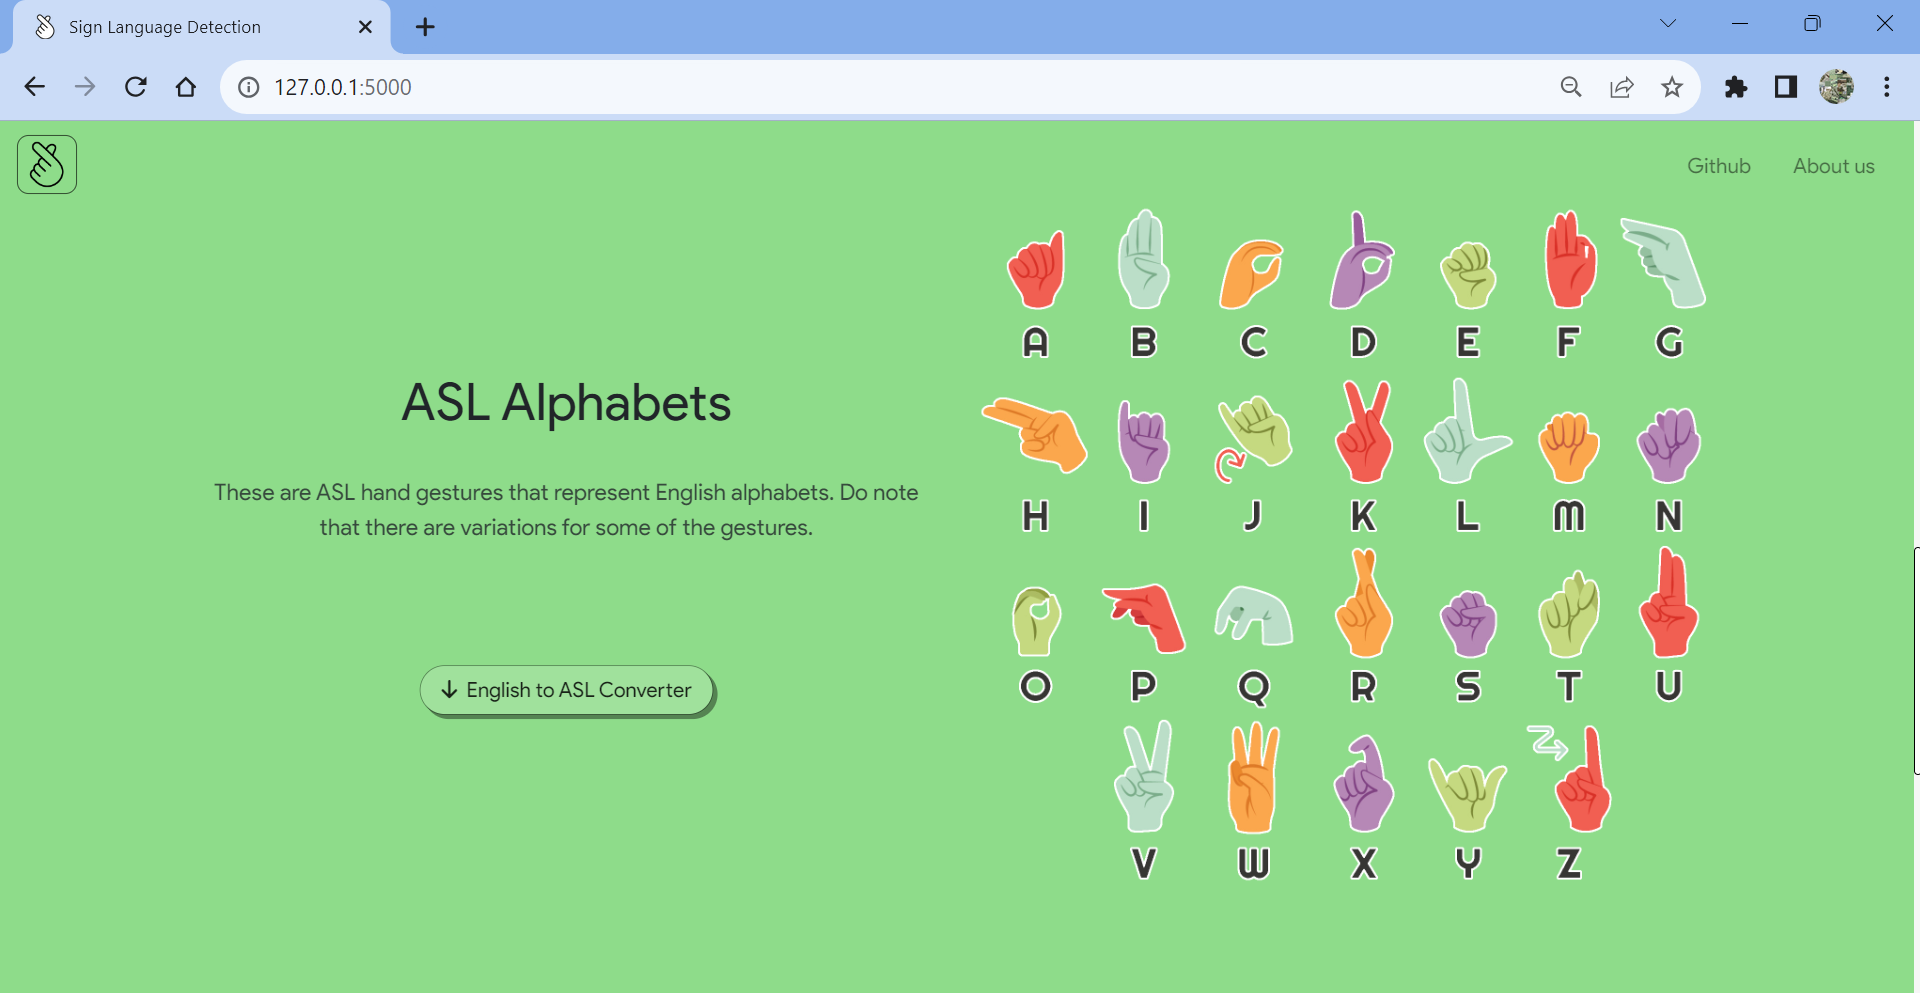 Sign Language Detection
127.0.0.1:5000
Github About us
A B C D E F G
ASL Alphabets
These are ASL hand gestures that represent English alphabets. Do note
that there are variations for some of the gestures.
H I J K L M N
English to ASL Converter
O P Q R S T U
V W X Y Z